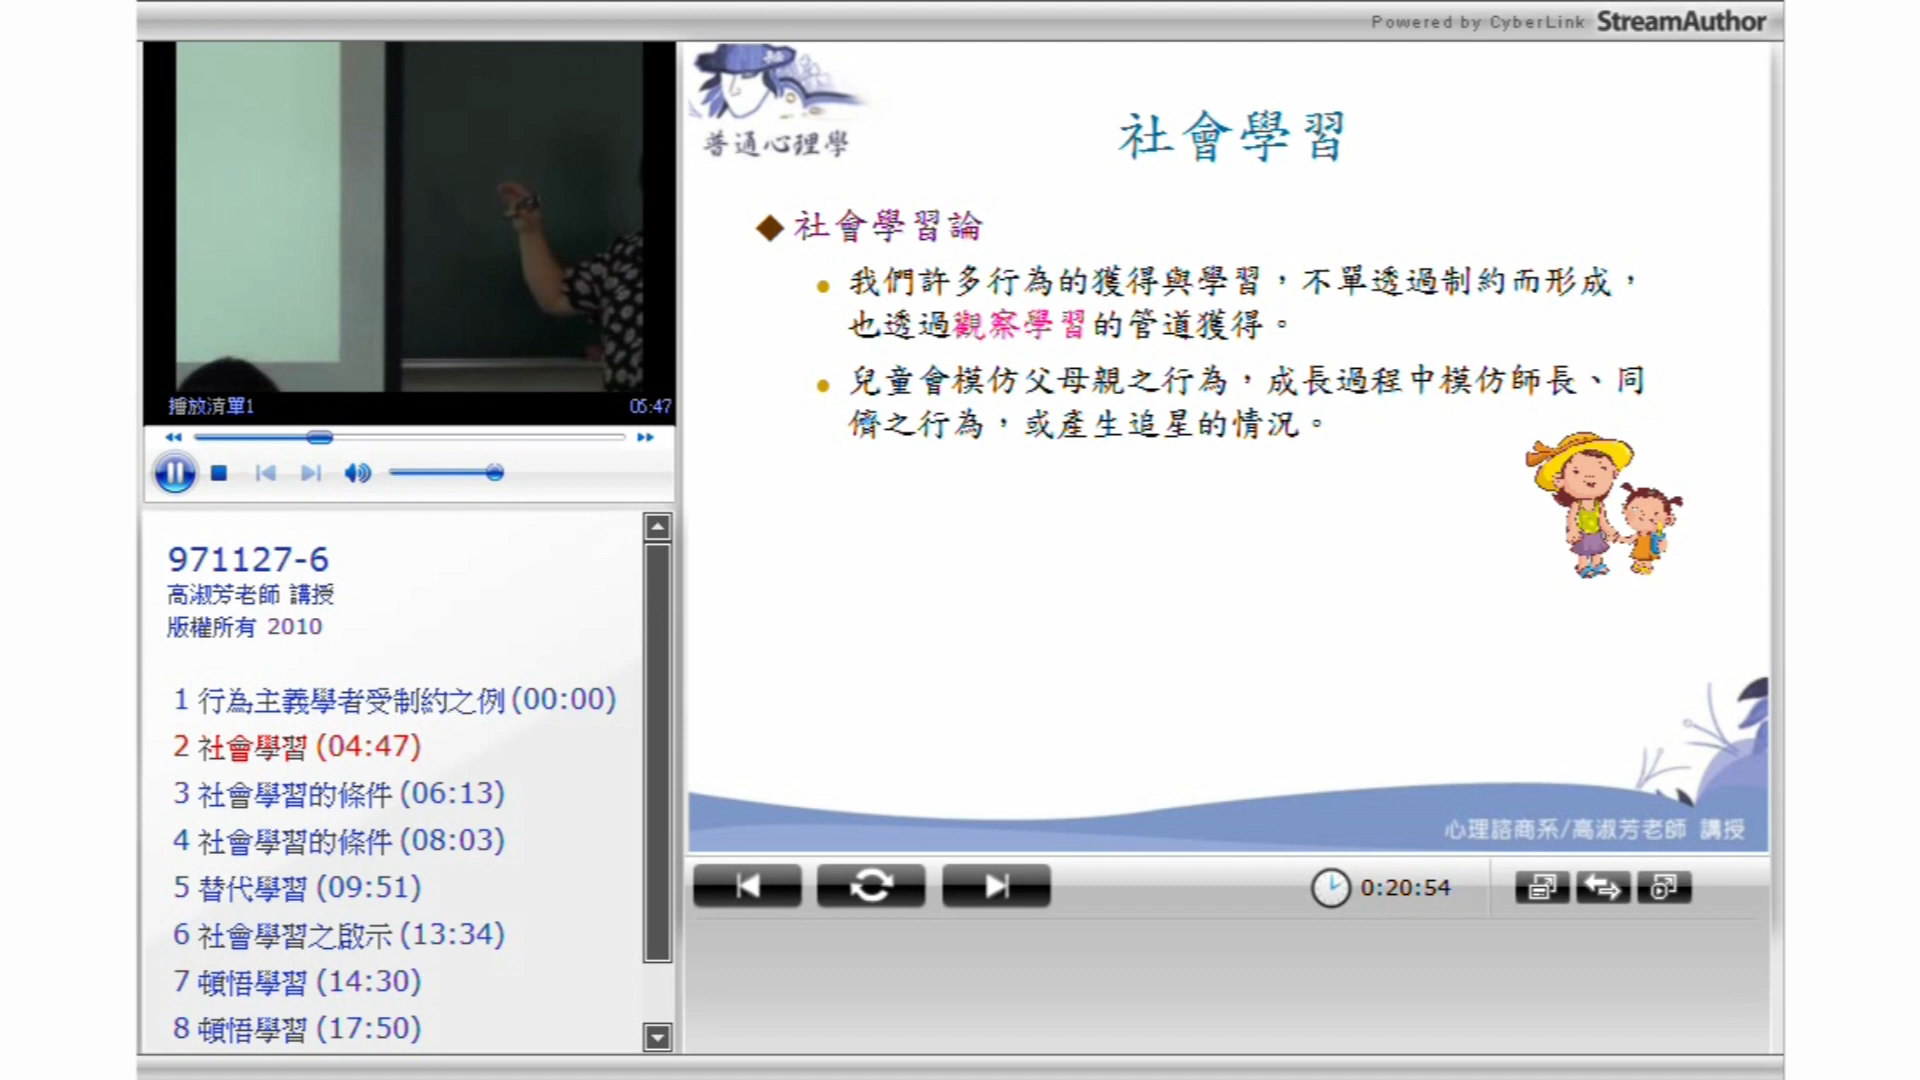 Powered by CyberLink StreamAuthor
播放清單1 05:47
971127-6
高淑芳老師 講授
版權所有 2010
1 行為主義學者受制約之例 (00:00)
2 社會學習 (04:47)
3 社會學習的條件 (06:13)
4 社會學習的條件 (08:03)
5 替代學習 (09:51)
6 社會學習之啟示 (13:34)
7 頓悟學習 (14:30)
8 頓悟學習 (17:50)
普通心理學
社會學習
社會學習論
我們許多行為的獲得與學習，不單透過制約而形成，
也透過觀察學習的管道獲得。
兒童會模仿父母親之行為，成長過程中模仿師長、同
儕之行為，或產生追星的情況。
心理諮商系/高淑芳老師 講授
0:20:54